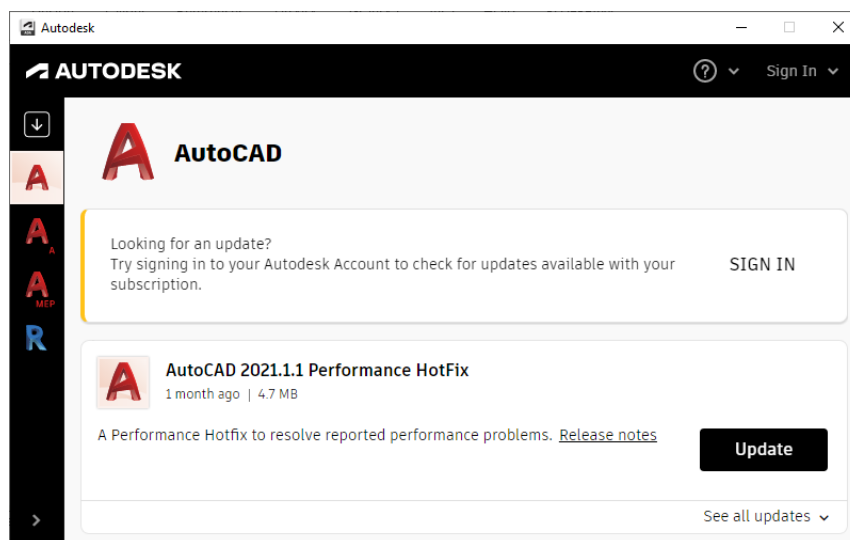 Autodesk
AUTODESK
? Sign In
AutoCAD
A
MEP
Looking for an update?
Try signing in to your Autodesk Account to check for updates available with your
subscription.
SIGN IN
AutoCAD 2021.1.1 Performance HotFix
1 month ago | 4.7 MB
A Performance Hotfix to resolve reported performance problems. Release notes
Update
See all updates